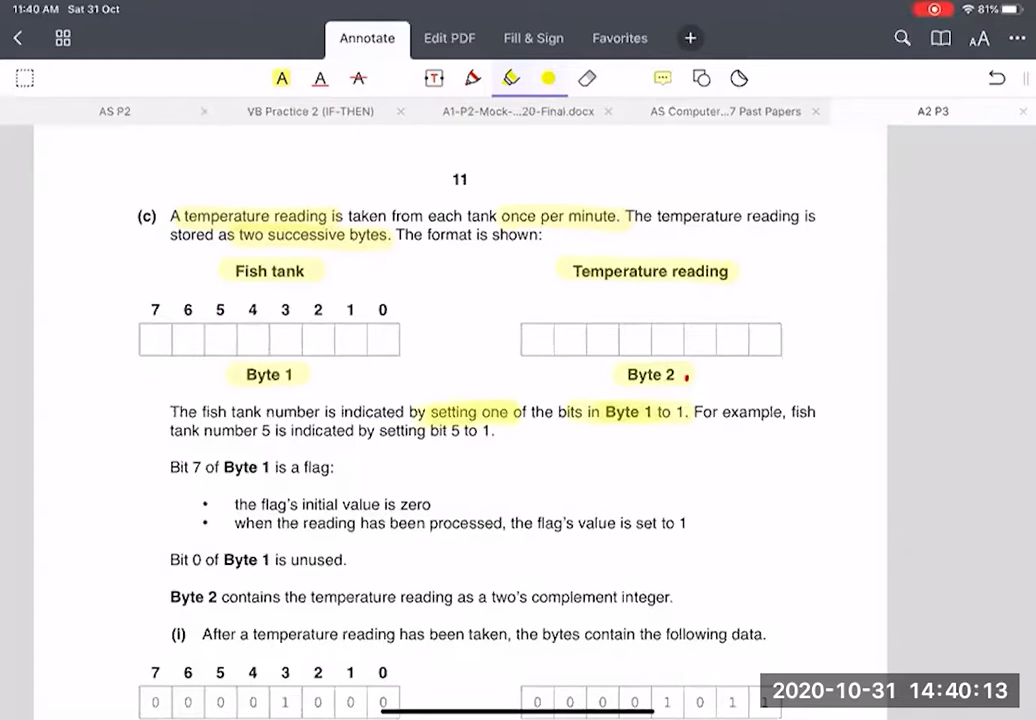 11:40 AM Sat 31 Oct
81%
Annotate Edit PDF Fill & Sign Favorites +
AS P2 VB Practice 2 (IF-THEN) A1-P2-Mock-...20-Final.docx AS Computer...7 Past Papers A2 P3
11
(c) A temperature reading is taken from each tank once per minute. The temperature reading is
stored as two successive bytes. The format is shown:
Fish tank Temperature reading
7 6 5 4 3 2 1 0
Byte 1 Byte 2
The fish tank number is indicated by setting one of the bits in Byte 1 to 1. For example, fish
tank number 5 is indicated by setting bit 5 to 1.
Bit 7 of Byte 1 is a flag:
• the flag's initial value is zero
• when the reading has been processed, the flag's value is set to 1
Bit 0 of Byte 1 is unused.
Byte 2 contains the temperature reading as a two's complement integer.
(i) After a temperature reading has been taken, the bytes contain the following data.
7 6 5 4 3 2 1 0
0 0 0 0 1 0 0 0 0 0 0 0 1 0 1
2020-10-31 14:40:13